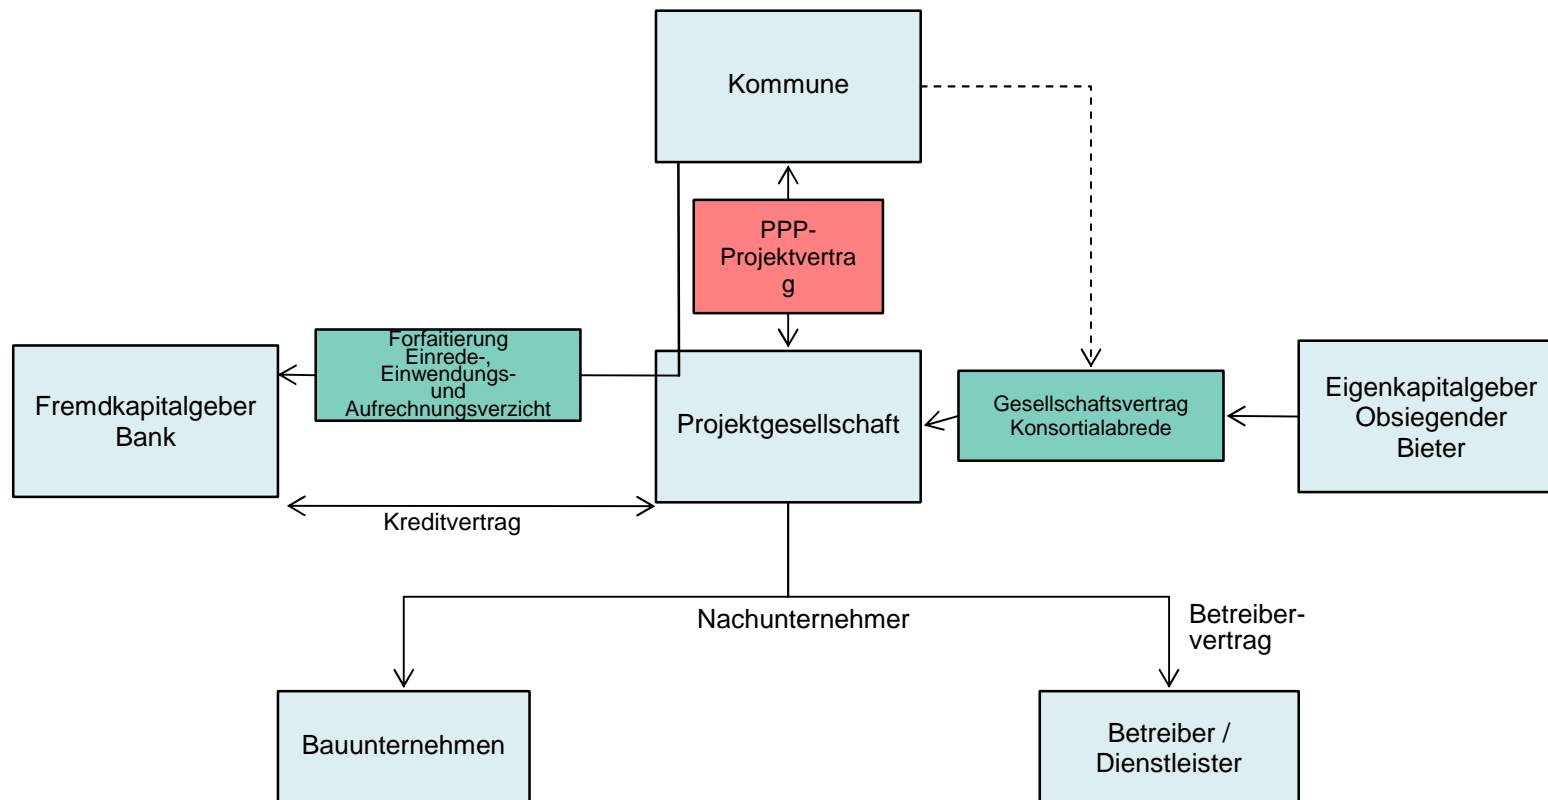 Kommune
PPP-
Projektvertra
g
Forfaitierung
Einrede-,
Einwendungs-
und
Aufrechnungsverzicht
Fremdkapitalgeber
Bank
Projektgesellschaft
Gesellschaftsvertrag
Konsortialabrede
Eigenkapitalgeber
Obsiegender
Bieter
Kreditvertrag
Nachunternehmer
Betreiber-
vertrag
Bauunternehmen
Betreiber /
Dienstleister